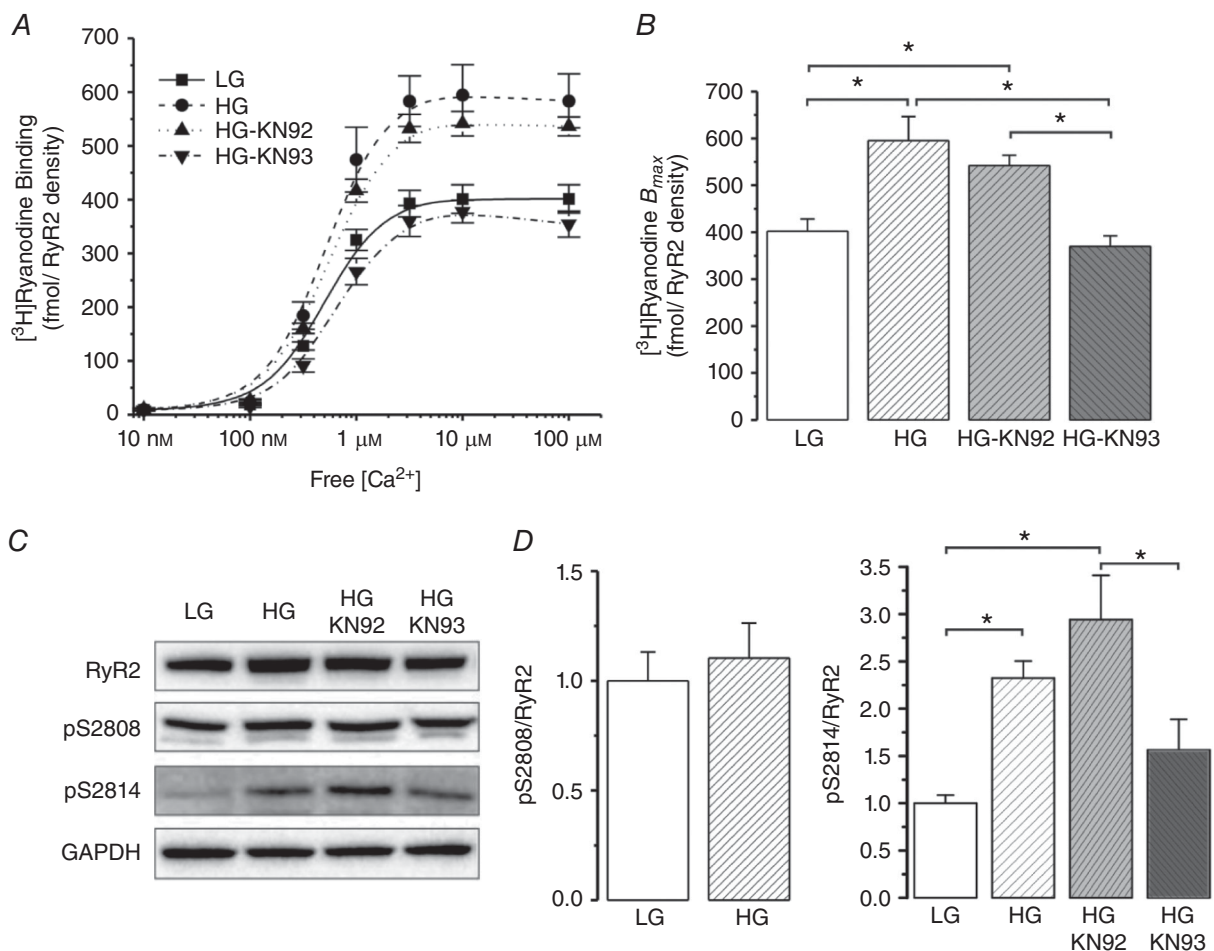 A
700
600
500
400
300
200
100
0
[³H]Ryanodine Binding
(fmol/ RyR2 density)
LG
HG
HG-KN92
HG-KN93
10 nM
100 nM
1 μM
10 μM
100 μM
Free [Ca²⁺]
B
700
600
500
400
300
200
100
0
[³H]Ryanodine Bmax
(fmol/ RyR2 density)
*
*
*
*
LG
HG
HG-KN92
HG-KN93
C
LG
HG
HG
KN92
HG
KN93
RyR2
pS2808
pS2814
GAPDH
D
1.5
1.0
0.5
0.0
pS2808/RyR2
LG
HG
3.5
3.0
2.5
2.0
1.5
1.0
0.5
0.0
pS2814/RyR2
*
*
*
LG
HG
HG
KN92
HG
KN93